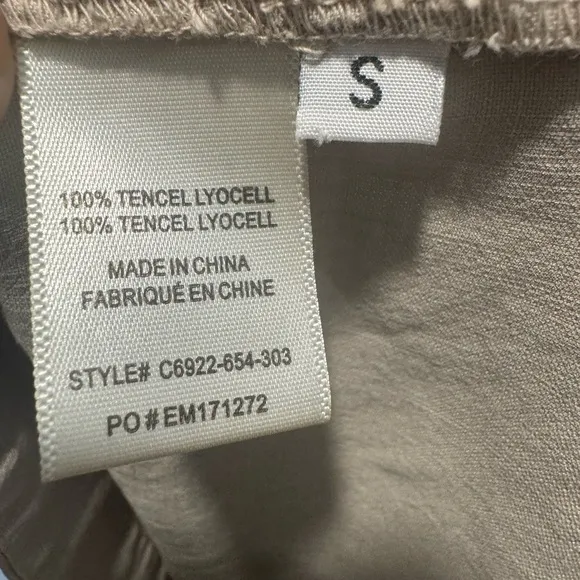 S
100% TENCEL LYOCELL
100% TENCEL LYOCELL
MADE IN CHINA
FABRIQUÉ EN CHINE
STYLE# C6922-654-303
PO#EM171272